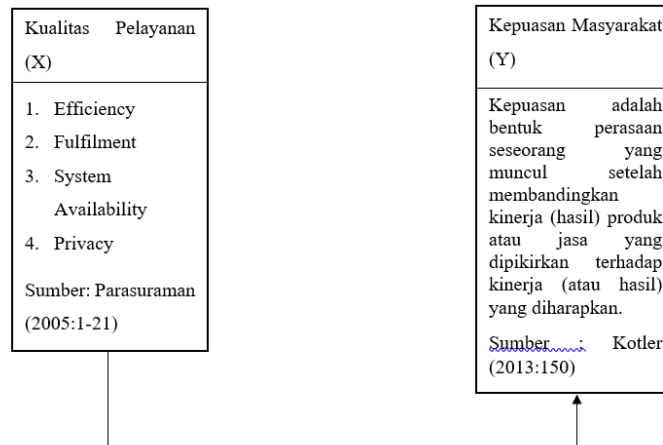 Kualitas Pelayanan
(X)
1. Efficiency
2. Fulfilment
3. System
Availability
4. Privacy
Sumber: Parasuraman
(2005:1-21)
Kepuasan Masyarakat
(Y)
Kepuasan adalah
bentuk perasaan
seseorang yang
muncul setelah
membandingkan
kinerja (hasil) produk
atau jasa yang
dipikirkan terhadap
kinerja (atau hasil)
yang diharapkan.
Sumber : Kotler
(2013:150)